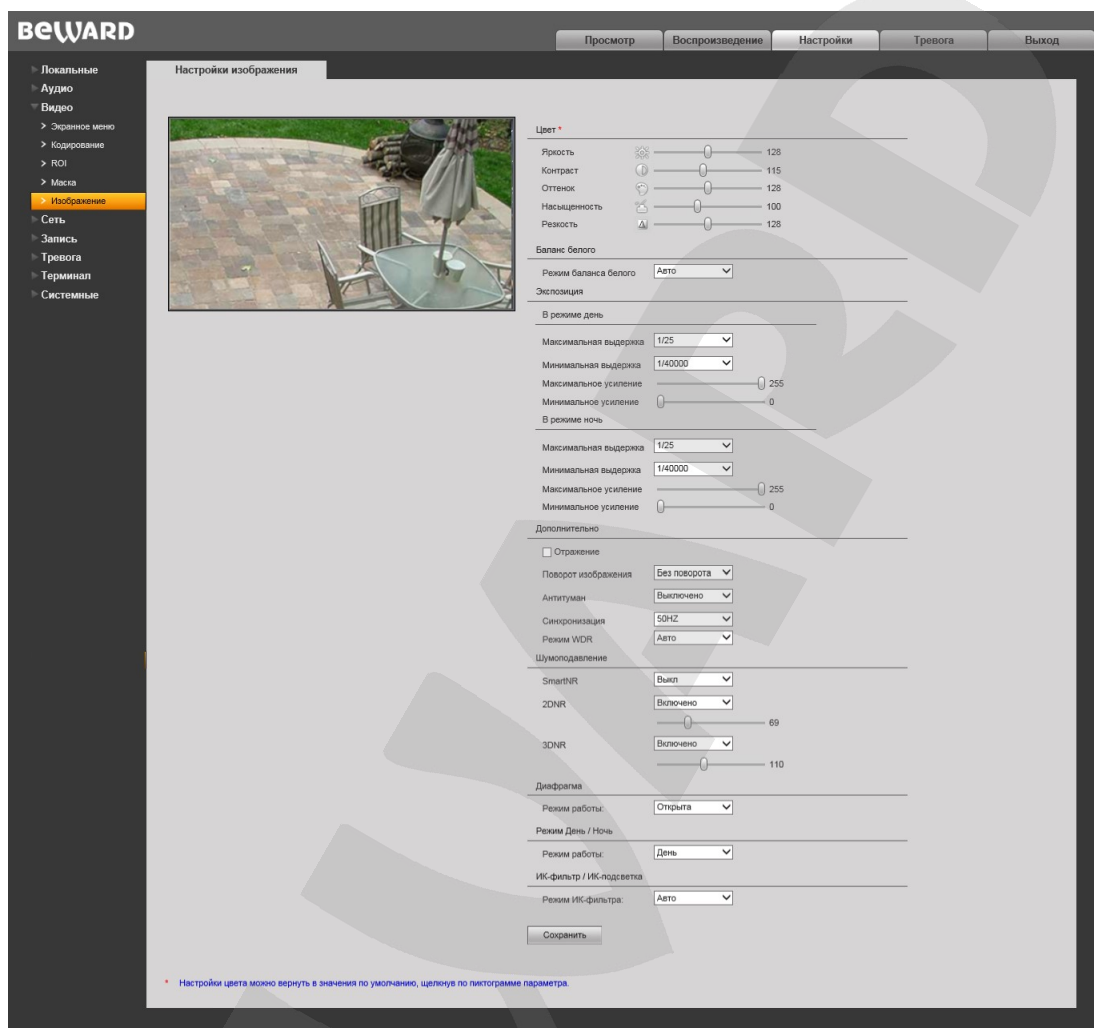 BEWARD
Просмотр Воспроизведение Настройки Тревога Выход
Локальные
Аудио
Видео
> Экранное меню
> Кодирование
> ROI
> Маска
> Изображение
Сеть
Запись
Тревога
Терминал
Системные
Настройки изображения
Цвет *
Яркость 128
Контраст 115
Оттенок 128
Насыщенность 100
Резкость 128
Баланс белого
Режим баланса белого Авто
Экспозиция
В режиме день
Максимальная выдержка 1/25
Минимальная выдержка 1/40000
Максимальное усиление 255
Минимальное усиление 0
В режиме ночь
Максимальная выдержка 1/25
Минимальная выдержка 1/40000
Максимальное усиление 255
Минимальное усиление 0
Дополнительно
Отражение
Поворот изображения Без поворота
Антитуман Выключено
Синхронизация 50HZ
Режим WDR Авто
Шумоподавление
SmartNR Выкл
2DNR Включено
69
3DNR Включено
110
Диафрагма
Режим работы: Открыта
Режим День / Ночь
Режим работы: День
ИК-фильтр / ИК-подсветка
Режим ИК-фильтра: Авто
Сохранить
* Настройки цвета можно вернуть в значения по умолчанию, щелкнув по пиктограмме параметра.